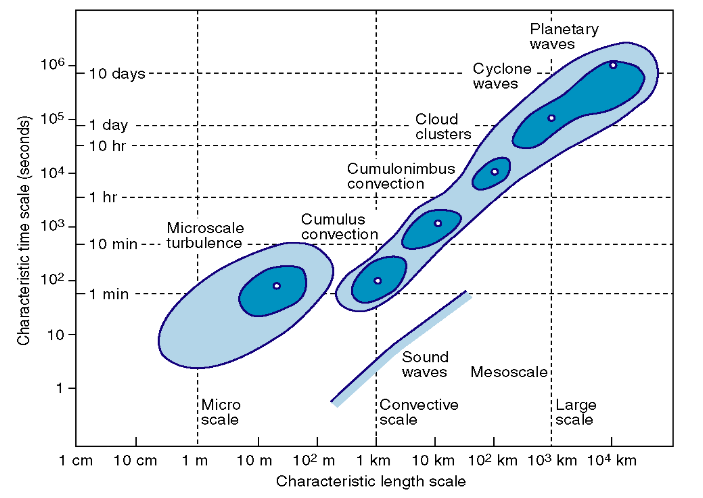 Planetary
waves
Cyclone
waves
Cloud
clusters
Cumulonimbus
convection
Cumulus
convection
Microscale
turbulence
Sound
waves
Mesoscale
Micro
scale
Convective
scale
Large
scale
10⁶
10⁵
10⁴
10³
10²
10
1
10 days
1 day
10 hr
1 hr
10 min
1 min
Characteristic time scale (seconds)
1 cm 10 cm 1 m 10 m 10² m 1 km 10 km 10² km 10³ km 10⁴ km
Characteristic length scale